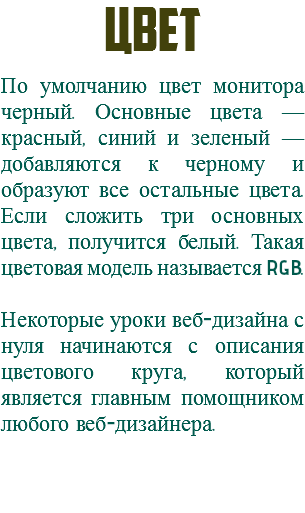 ЦВЕТ
По умолчанию цвет монитора
черный. Основные цвета —
красный, синий и зеленый —
добавляются к черному и
образуют все остальные цвета.
Если сложить три основных
цвета, получится белый. Такая
цветовая модель называется RGB.
Некоторые уроки веб-дизайна с
нуля начинаются с описания
цветового круга, который
является главным помощником
любого веб-дизайнера.